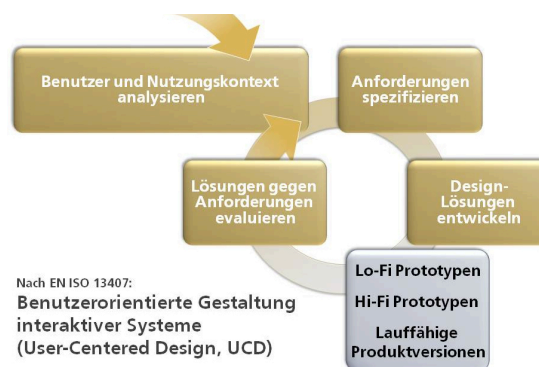 Benutzer und Nutzungskontext
analysieren
Anforderungen
spezifizieren
Lösungen gegen
Anforderungen
evaluieren
Design-
Lösungen
entwickeln
Lo-Fi Prototypen
Hi-Fi Prototypen
Lauffähige
Produktversionen
Nach EN ISO 13407:
Benutzerorientierte Gestaltung
interaktiver Systeme
(User-Centered Design, UCD)